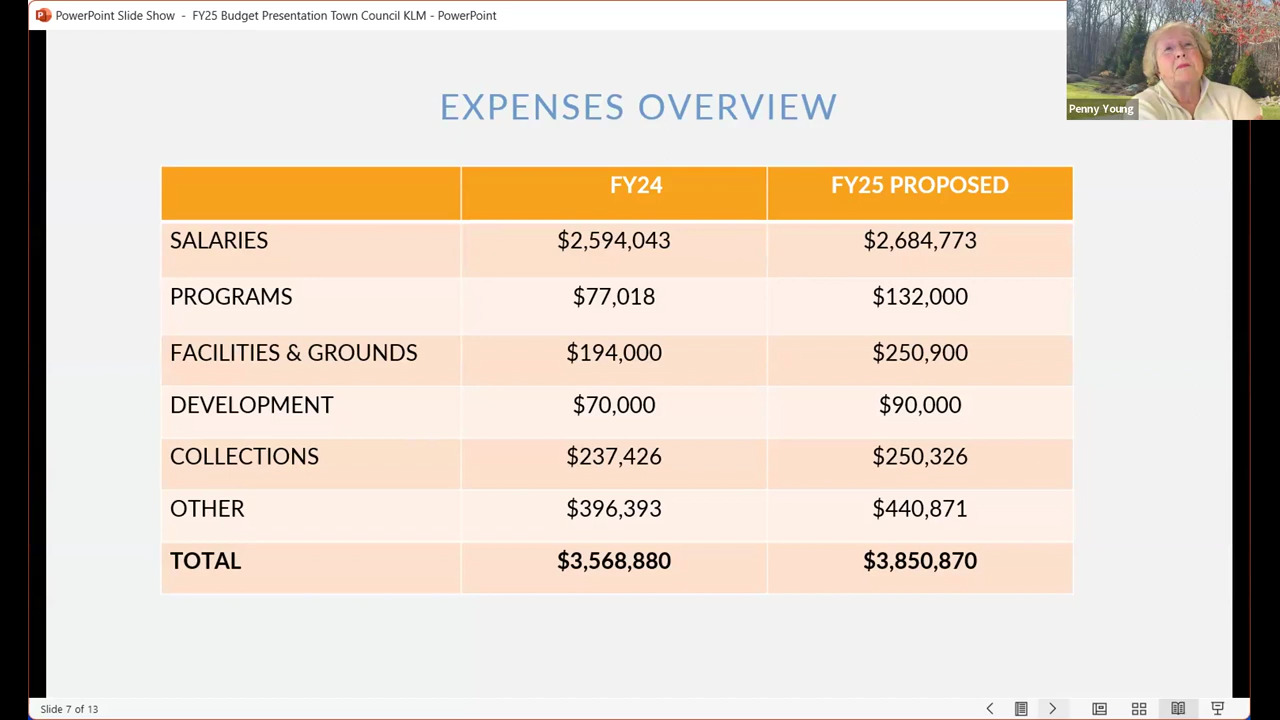 PowerPoint Slide Show - FY25 Budget Presentation Town Council KLM - PowerPoint
Penny Young
EXPENSES OVERVIEW
FY24 FY25 PROPOSED
SALARIES $2,594,043 $2,684,773
PROGRAMS $77,018 $132,000
FACILITIES & GROUNDS $194,000 $250,900
DEVELOPMENT $70,000 $90,000
COLLECTIONS $237,426 $250,326
OTHER $396,393 $440,871
TOTAL $3,568,880 $3,850,870
Slide 7 of 13